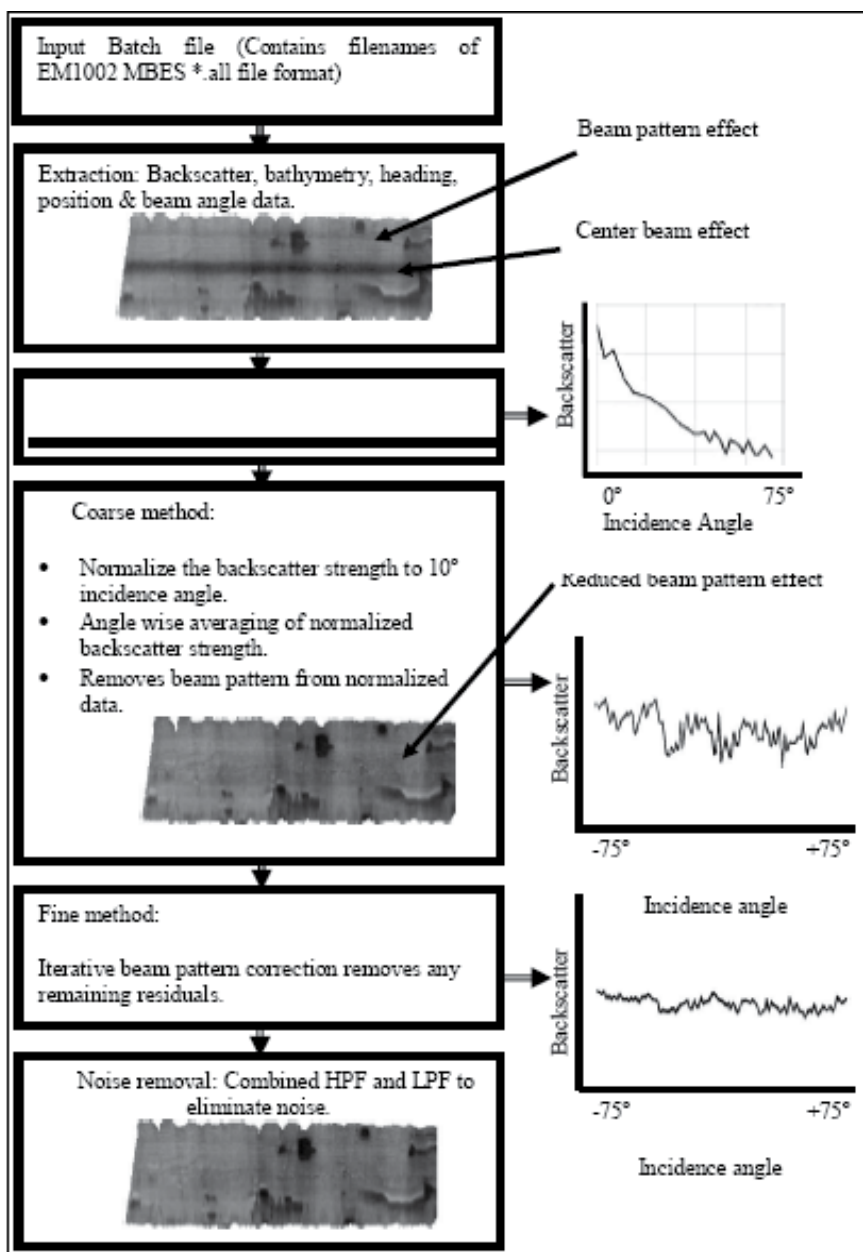 Input Batch file (Contains filenames of
EM1002 MBES *.all file format)
Beam pattern effect
Extraction: Backscatter, bathymetry, heading,
position & beam angle data.
Center beam effect
Backscatter
0° 75°
Incidence Angle
Coarse method:
• Normalize the backscatter strength to 10°
incidence angle.
• Angle wise averaging of normalized
backscatter strength.
• Removes beam pattern from normalized
data.
Reduced beam pattern effect
Backscatter
-75° +75°
Incidence angle
Fine method:
Iterative beam pattern correction removes any
remaining residuals.
Backscatter
-75° +75°
Incidence angle
Noise removal: Combined HPF and LPF to
eliminate noise.